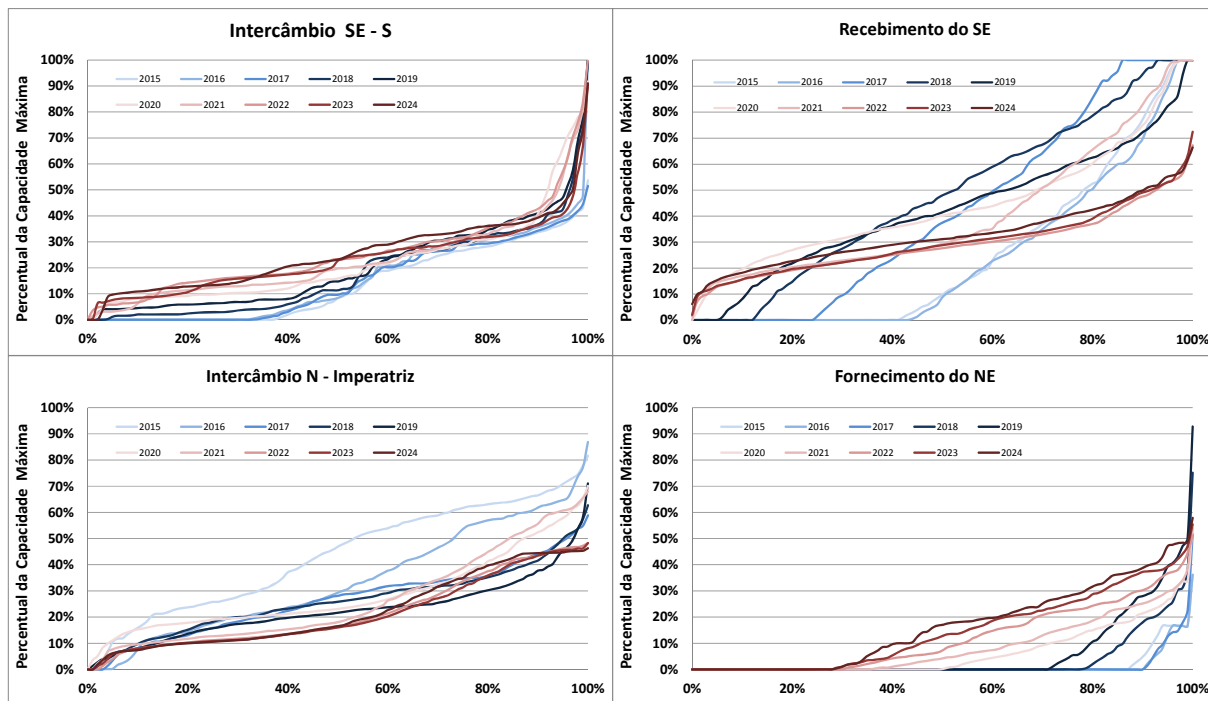 Intercâmbio SE - S
Percentual da Capacidade Máxima
100%
90%
80%
70%
60%
50%
40%
30%
20%
10%
0%
2015 2016 2017 2018 2019
2020 2021 2022 2023 2024
0% 20% 40% 60% 80% 100%
Recebimento do SE
Percentual da Capacidade Máxima
100%
90%
80%
70%
60%
50%
40%
30%
20%
10%
0%
2015 2016 2017 2018 2019
2020 2021 2022 2023 2024
0% 20% 40% 60% 80% 100%
Intercâmbio N - Imperatriz
Percentual da Capacidade Máxima
100%
90%
80%
70%
60%
50%
40%
30%
20%
10%
0%
2015 2016 2017 2018 2019
2020 2021 2022 2023 2024
0% 20% 40% 60% 80% 100%
Fornecimento do NE
Percentual da Capacidade Máxima
100%
90%
80%
70%
60%
50%
40%
30%
20%
10%
0%
2015 2016 2017 2018 2019
2020 2021 2022 2023 2024
0% 20% 40% 60% 80% 100%